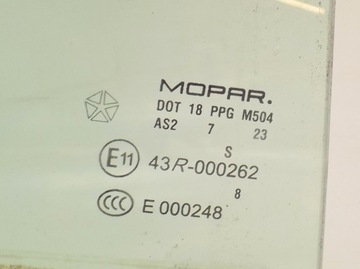 MOPAR.
DOT 18 PPG M504
AS2 7 23
S
E11 43R-000262
8
CCC E 000248